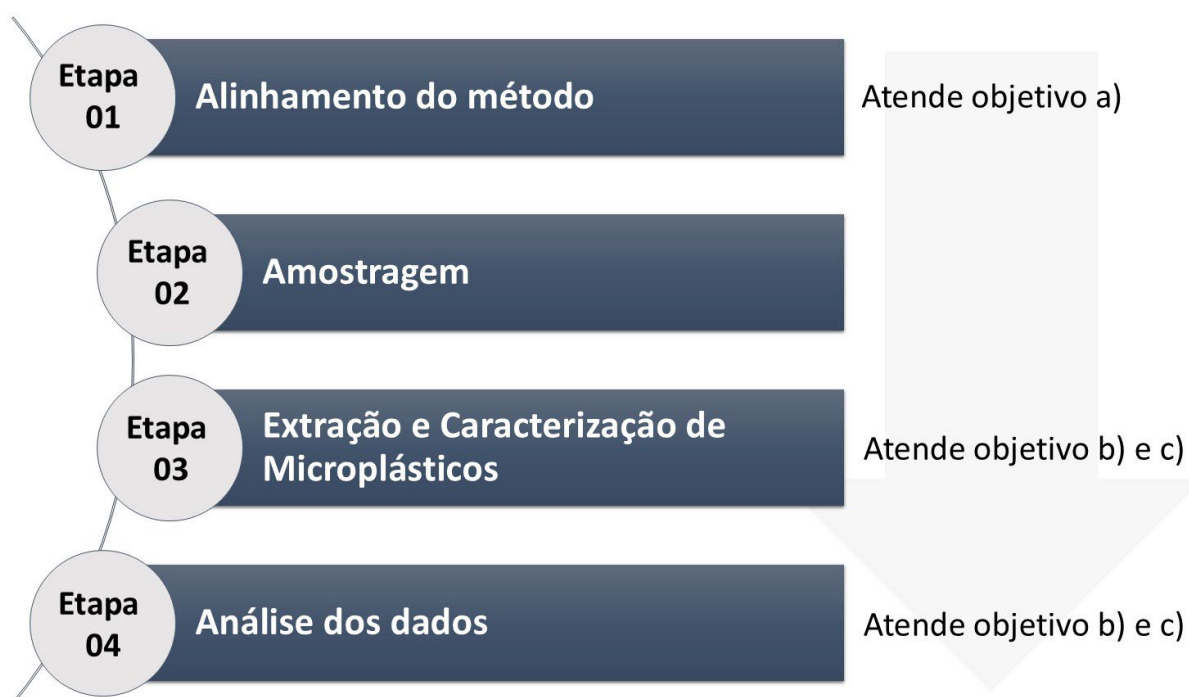 Etapa
01
Alinhamento do método
Atende objetivo a)
Etapa
02
Amostragem
Etapa
03
Extração e Caracterização de
Microplásticos
Atende objetivo b) e c)
Etapa
04
Análise dos dados
Atende objetivo b) e c)